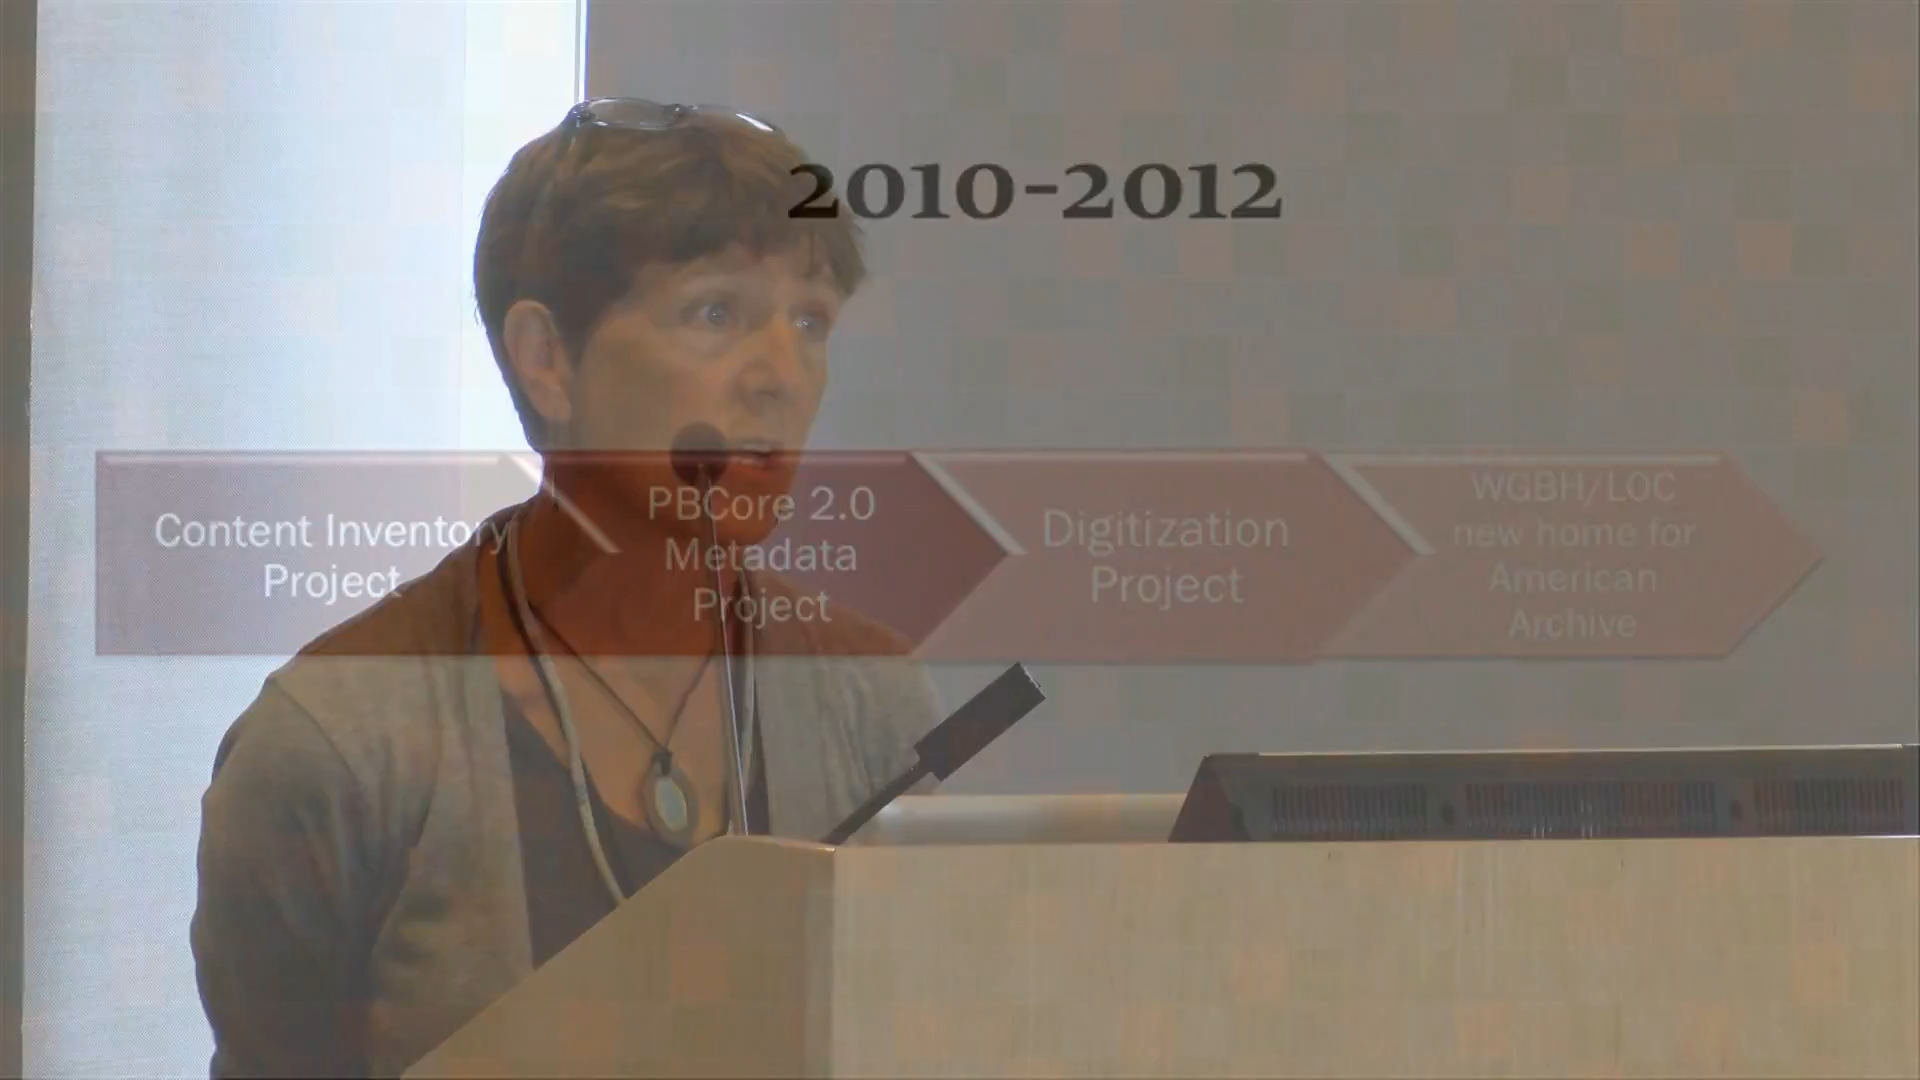 2010-2012
Content Inventory
Project
PBCore 2.0
Metadata
Project
Digitization
Project
WGBH/LOC
new home for
American
Archive